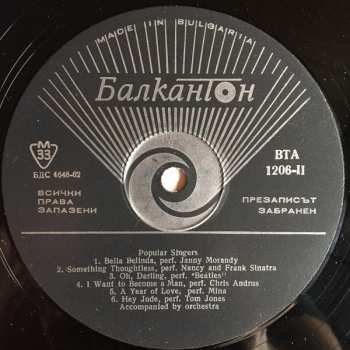 MADE IN BULGARIA
Балкантон
М
33
БДС 4648-62
ВСИЧКИ
ПРАВА
ЗАПАЗЕНИ
ВТА
1206-II
ПРЕЗАПИСЪТ
ЗАБРАНЕН
Popular Singers
1. Bella Belinda, perf. Janny Morandy
2. Something Thoughtless, perf. Nancy and Frank Sinatra
3. Oh, Darling, perf. "Beatles"
4. I Want to Become a Man, perf. Chris Andrus
5. A Year of Love, perf. Mina
6. Hey Jude, perf. Tom Jones
Accompanied by orchestra